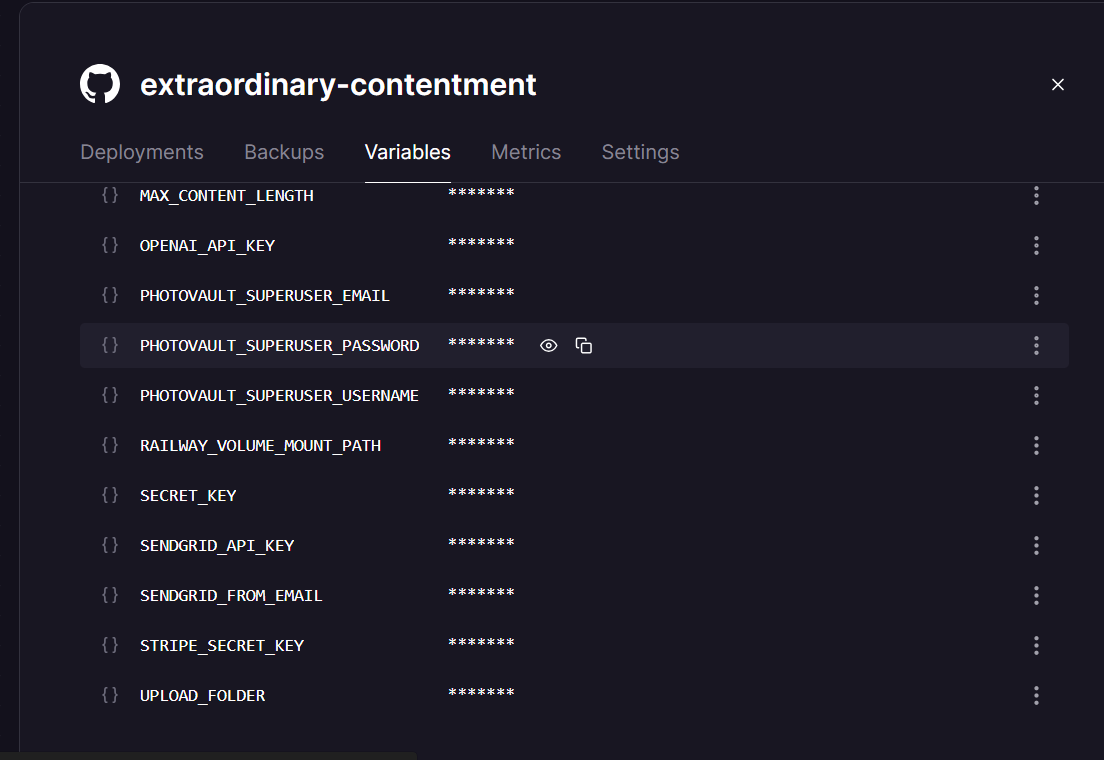 extraordinary-contentment
Deployments Backups Variables Metrics Settings
{} MAX_CONTENT_LENGTH *******
{} OPENAI_API_KEY *******
{} PHOTOVAULT_SUPERUSER_EMAIL *******
{} PHOTOVAULT_SUPERUSER_PASSWORD *******
{} PHOTOVAULT_SUPERUSER_USERNAME *******
{} RAILWAY_VOLUME_MOUNT_PATH *******
{} SECRET_KEY *******
{} SENDGRID_API_KEY *******
{} SENDGRID_FROM_EMAIL *******
{} STRIPE_SECRET_KEY *******
{} UPLOAD_FOLDER *******